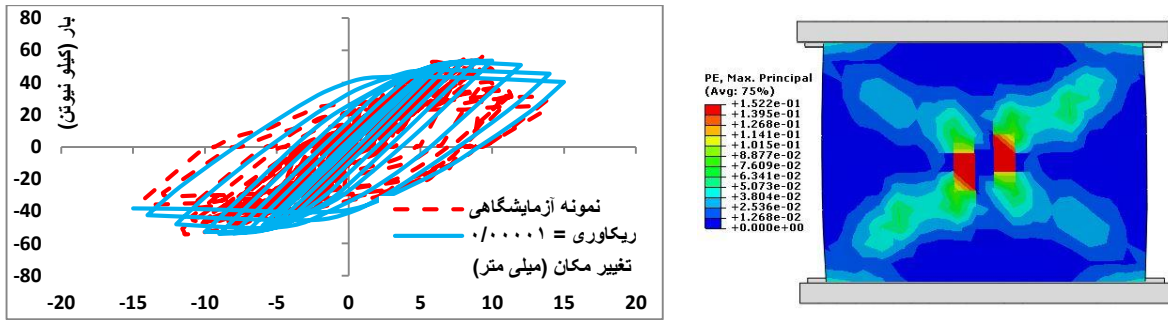 80
60
40
20
0
-20
-40
-60
-80
بار (کیلو نیوتن)
نمونه آزمایشگاهی
ریکاوری = ۰/۰۰۰۰۱
تغییر مکان (میلی متر)
-20 -15 -10 -5 0 5 10 15 20
PE, Max. Principal
(Avg: 75%)
+1.522e-01
+1.395e-01
+1.268e-01
+1.141e-01
+1.015e-01
+8.877e-02
+7.609e-02
+6.341e-02
+5.073e-02
+3.804e-02
+2.536e-02
+1.268e-02
+0.000e+00